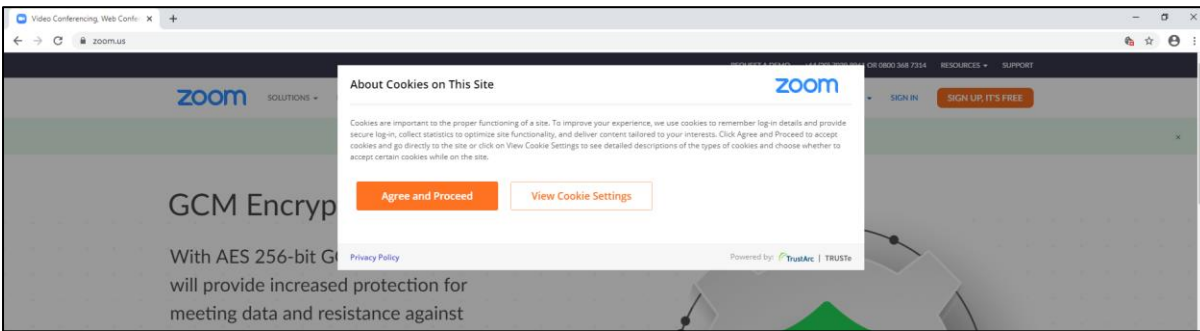 Video Conferencing, Web Confe
zoom.us
OR 0800 368 7314 RESOURCES SUPPORT
zoom SOLUTIONS SIGN IN SIGN UP, IT'S FREE
About Cookies on This Site zoom
Cookies are important to the proper functioning of a site. To improve your experience, we use cookies to remember log-in details and provide
secure log-in, collect statistics to optimize site functionality, and deliver content tailored to your interests. Click Agree and Proceed to accept
cookies and go directly to the site or click on View Cookie Settings to see detailed descriptions of the types of cookies and choose whether to
accept certain cookies while on the site.
Agree and Proceed View Cookie Settings
Privacy Policy Powered by: TrustArc | TRUSTe
GCM Encryp
With AES 256-bit G
will provide increased protection for
meeting data and resistance against